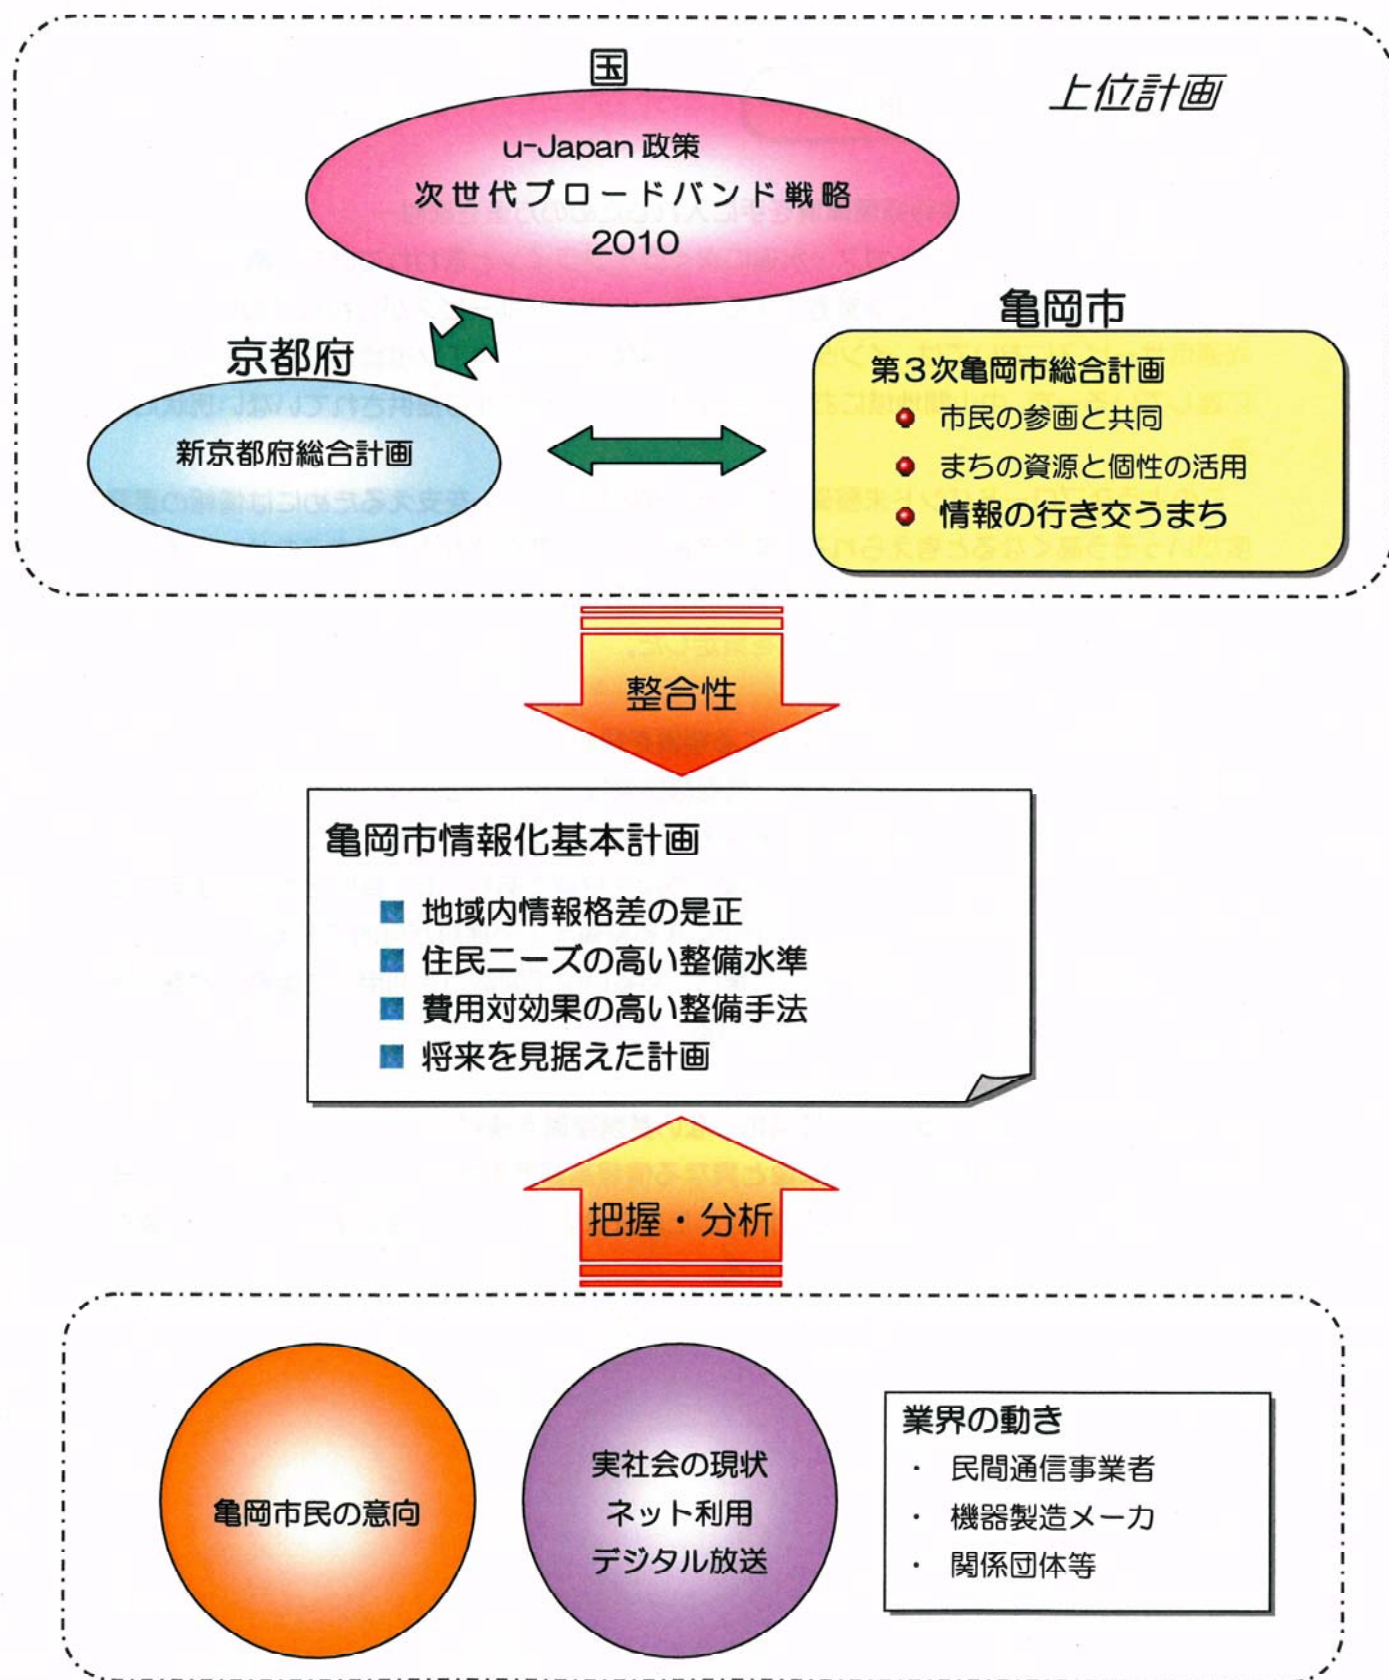 上位計画
国
u-Japan 政策
次世代ブロードバンド戦略
2010
京都府
新京都府総合計画
亀岡市
第3次亀岡市総合計画
市民の参画と共同
まちの資源と個性の活用
情報の行き交うまち
整合性
亀岡市情報化基本計画
地域内情報格差の是正
住民ニーズの高い整備水準
費用対効果の高い整備手法
将来を見据えた計画
把握・分析
亀岡市民の意向
実社会の現状
ネット利用
デジタル放送
業界の動き
・ 民間通信事業者
・ 機器製造メーカ
・ 関係団体等